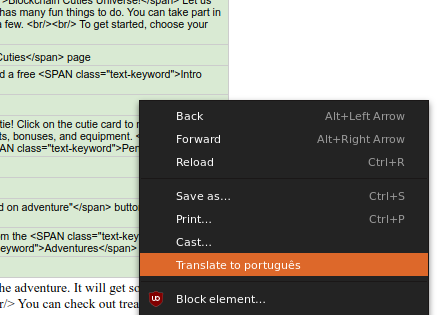 >Blockchain Cuties Universe!</span> Let us
has many fun things to do. You can take part in
a few. <br/><br/> To get started, choose your
Cuties</span> page
d a free <SPAN class="text-keyword">Intro
tie! Click on the cutie card to
ts, bonuses, and equipment. <
AN class="text-keyword">Per
d on adventure"</span> butto
m the <SPAN class="text-key
eyword">Adventures</span>
he adventure. It will get so
r/> You can check out trea
Back Alt+Left Arrow
Forward Alt+Right Arrow
Reload Ctrl+R
Save as... Ctrl+S
Print... Ctrl+P
Cast...
Translate to português
Block element...